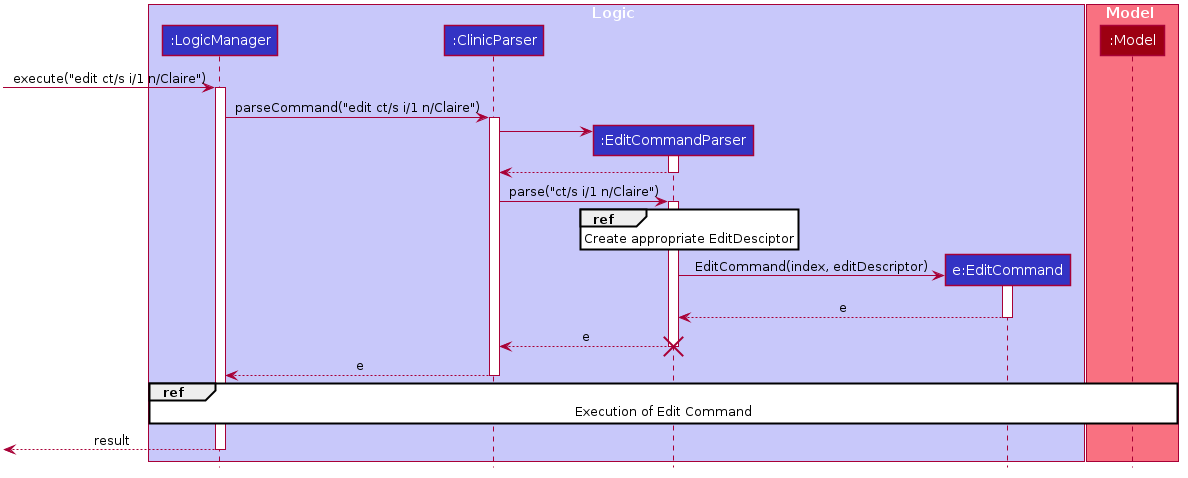 Logic
Model
:LogicManager
:ClinicParser
:Model
execute("edit ct/s i/1 n/Claire")
parseCommand("edit ct/s i/1 n/Claire")
:EditCommandParser
parse("ct/s i/1 n/Claire")
ref
Create appropriate EditDesciptor
EditCommand(index, editDescriptor)
e:EditCommand
e
e
e
ref
Execution of Edit Command
result